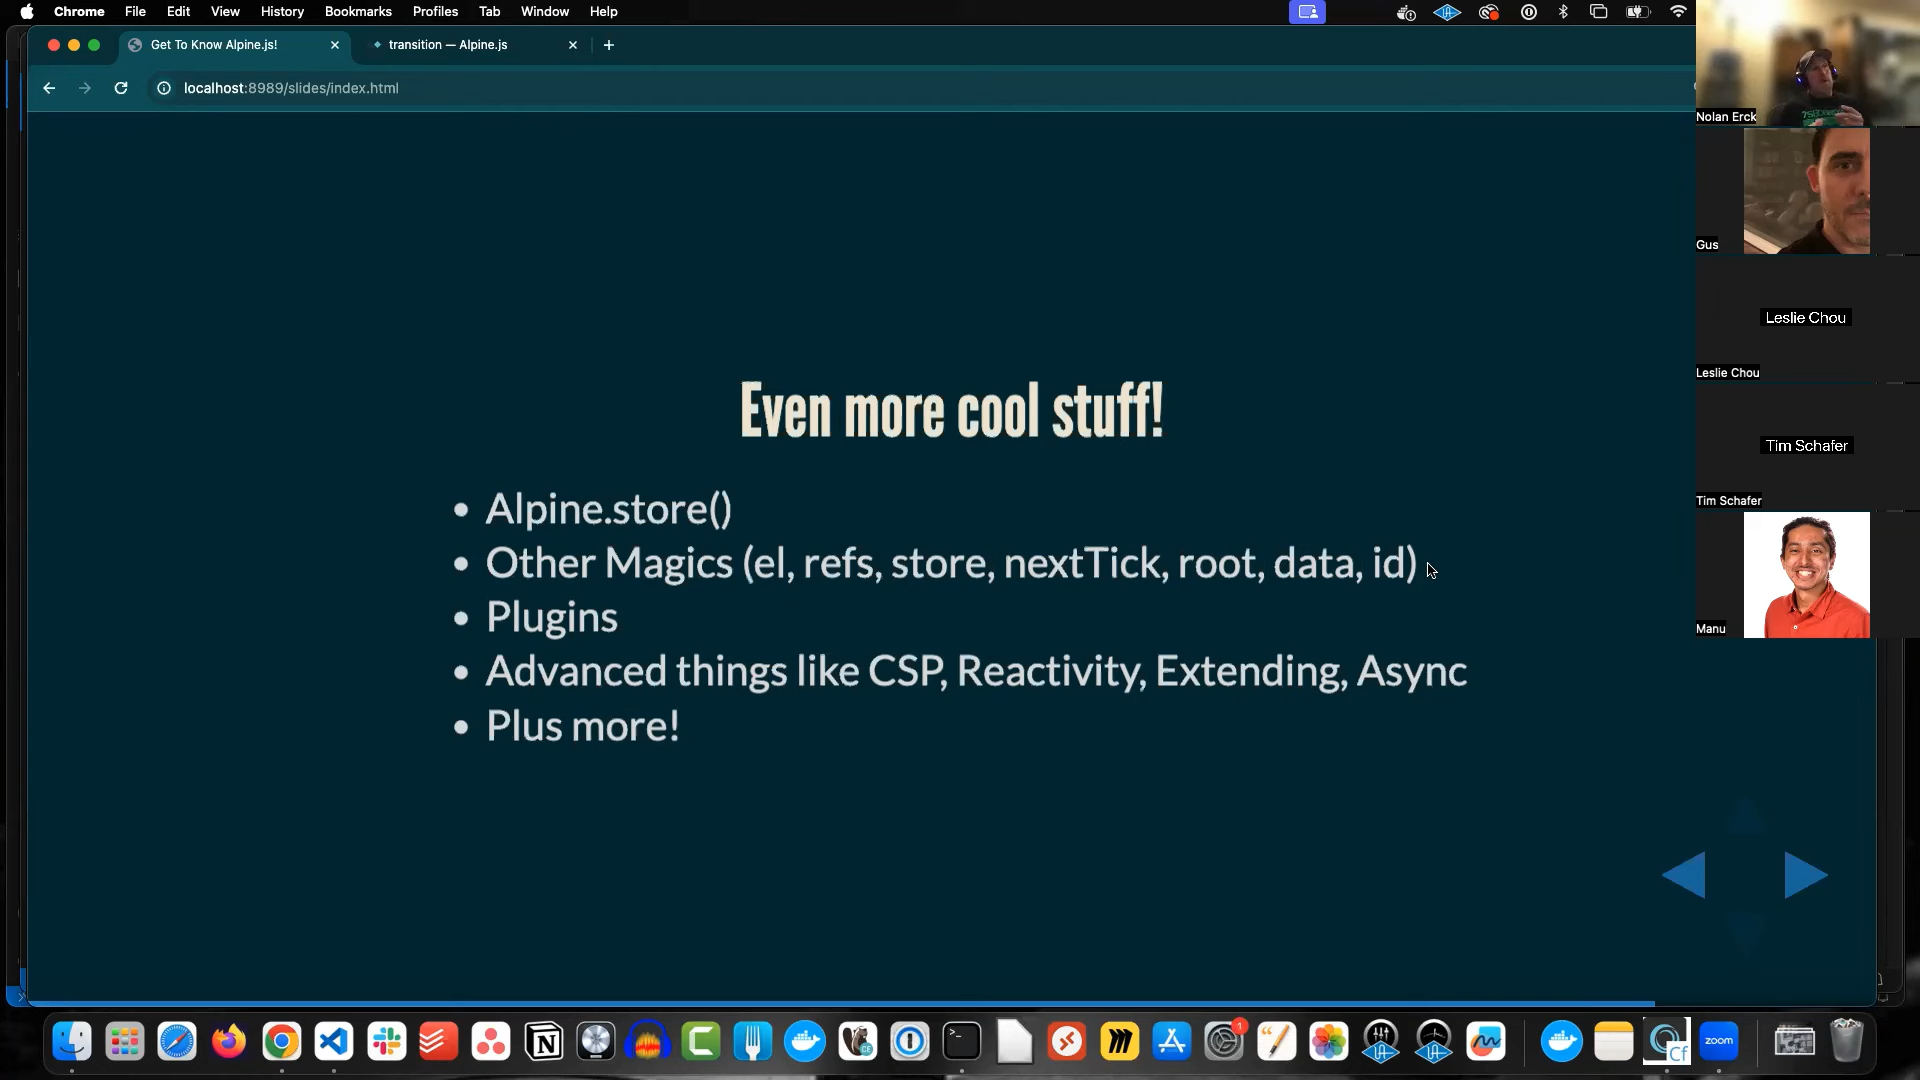 Chrome File Edit View History Bookmarks Profiles Tab Window Help
Get To Know Alpine.js!
transition — Alpine.js
localhost:8989/slides/index.html
Nolan Erck
Gus
Leslie Chou
Leslie Chou
Tim Schafer
Tim Schafer
Manu
Even more cool stuff!
Alpine.store()
Other Magics (el, refs, store, nextTick, root, data, id)
Plugins
Advanced things like CSP, Reactivity, Extending, Async
Plus more!
1
Cf
zoom